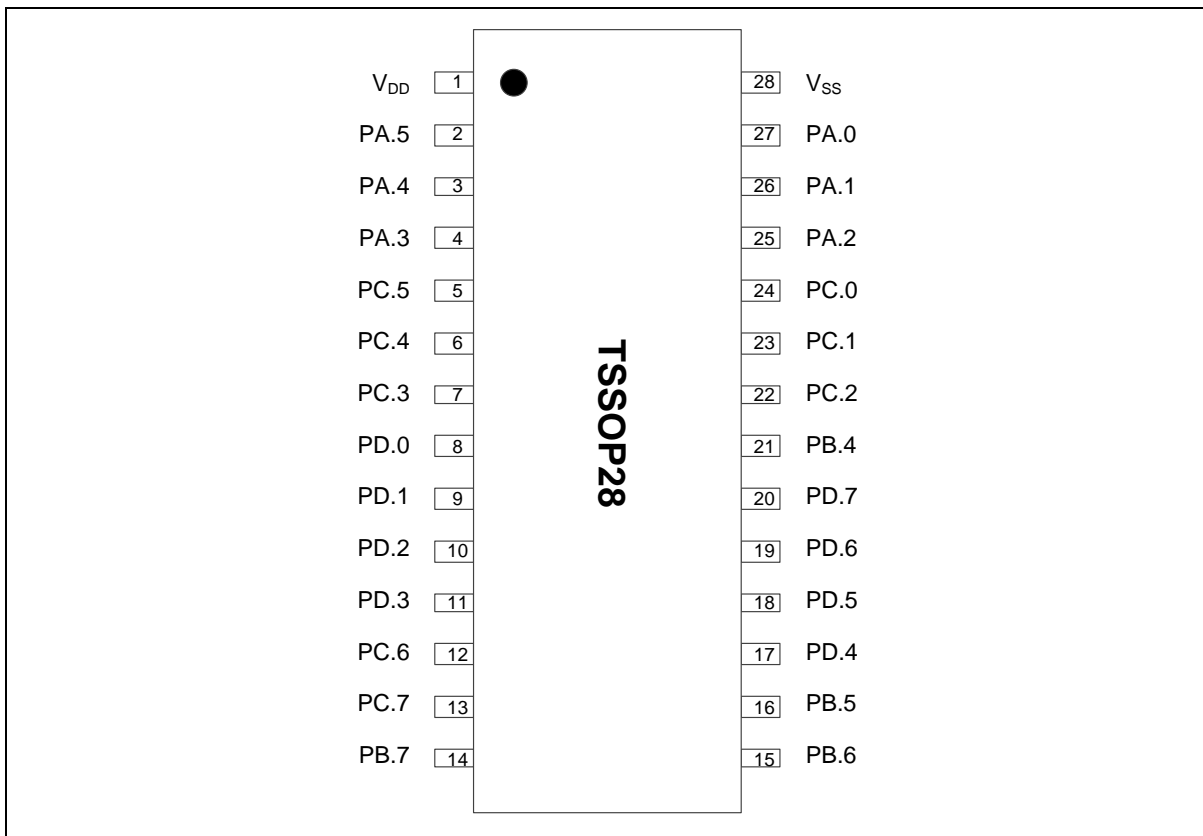 VDD 1 28 VSS
PA.5 2 27 PA.0
PA.4 3 26 PA.1
PA.3 4 25 PA.2
PC.5 5 24 PC.0
PC.4 6 23 PC.1
PC.3 7 22 PC.2
PD.0 8 21 PB.4
PD.1 9 20 PD.7
PD.2 10 19 PD.6
PD.3 11 18 PD.5
PC.6 12 17 PD.4
PC.7 13 16 PB.5
PB.7 14 15 PB.6
TSSOP28